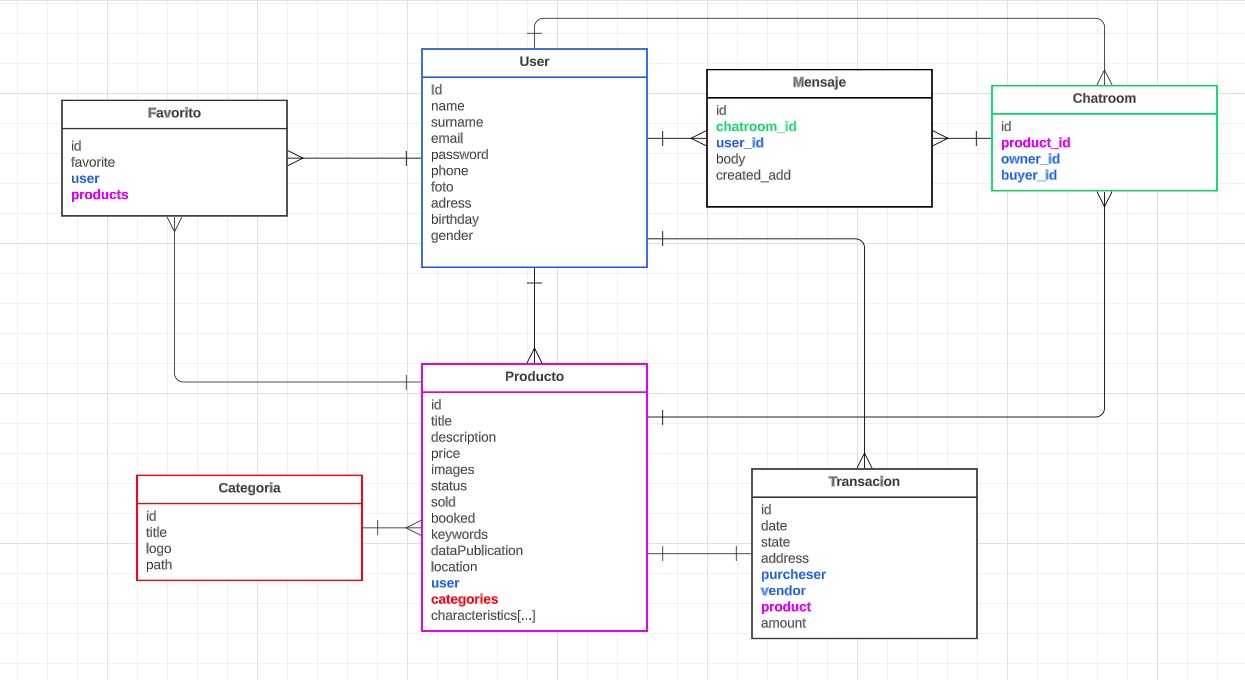 User
Id
name
surname
email
password
phone
foto
adress
birthday
gender
Mensaje
id
chatroom_id
user_id
body
created_add
Chatroom
id
product_id
owner_id
buyer_id
Favorito
id
favorite
user
products
Producto
id
title
description
price
images
status
sold
booked
keywords
dataPublication
location
user
categories
characteristics[...]
Categoria
id
title
logo
path
Transacion
id
date
state
address
purcheser
vendor
product
amount